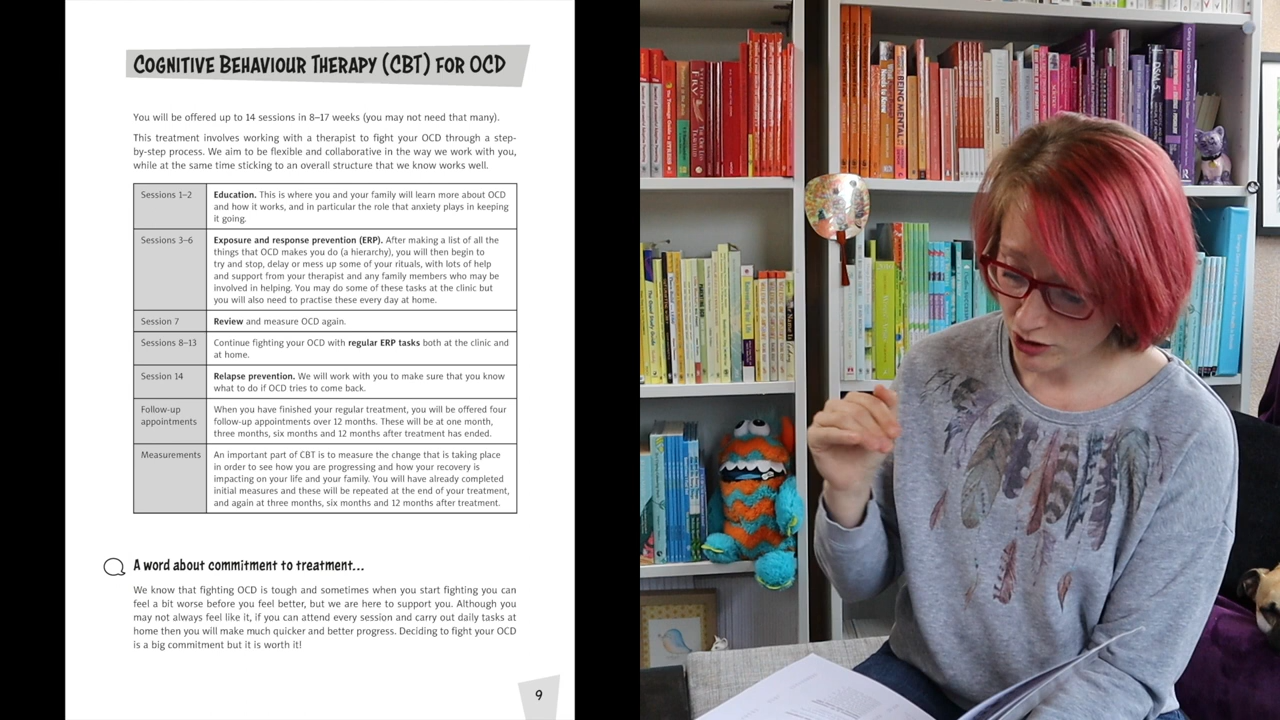 COGNITIVE BEHAVIOUR THERAPY (CBT) FOR OCD
You will be offered up to 14 sessions in 8–17 weeks (you may not need that many).
This treatment involves working with a therapist to fight your OCD through a step-
by-step process. We aim to be flexible and collaborative in the way we work with you,
while at the same time sticking to an overall structure that we know works well.
Sessions 1–2
Education. This is where you and your family will learn more about OCD
and how it works, and in particular the role that anxiety plays in keeping
it going.
Sessions 3–6
Exposure and response prevention (ERP). After making a list of all the
things that OCD makes you do (a hierarchy), you will then begin to
try and stop, delay or mess up some of your rituals, with lots of help
and support from your therapist and any family members who may be
involved in helping. You may do some of these tasks at the clinic but
you will also need to practise these every day at home.
Session 7
Review and measure OCD again.
Sessions 8–13
Continue fighting your OCD with regular ERP tasks both at the clinic and
at home.
Session 14
Relapse prevention. We will work with you to make sure that you know
what to do if OCD tries to come back.
Follow-up
appointments
When you have finished your regular treatment, you will be offered four
follow-up appointments over 12 months. These will be at one month,
three months, six months and 12 months after treatment has ended.
Measurements
An important part of CBT is to measure the change that is taking place
in order to see how you are progressing and how your recovery is
impacting on your life and your family. You will have already completed
initial measures and these will be repeated at the end of your treatment,
and again at three months, six months and 12 months after treatment.
A word about commitment to treatment...
We know that fighting OCD is tough and sometimes when you start fighting you can
feel a bit worse before you feel better, but we are here to support you. Although you
may not always feel like it, if you can attend every session and carry out daily tasks at
home then you will make much quicker and better progress. Deciding to fight your OCD
is a big commitment but it is worth it!
9
BEING MENTAL
DSM-5
FRY